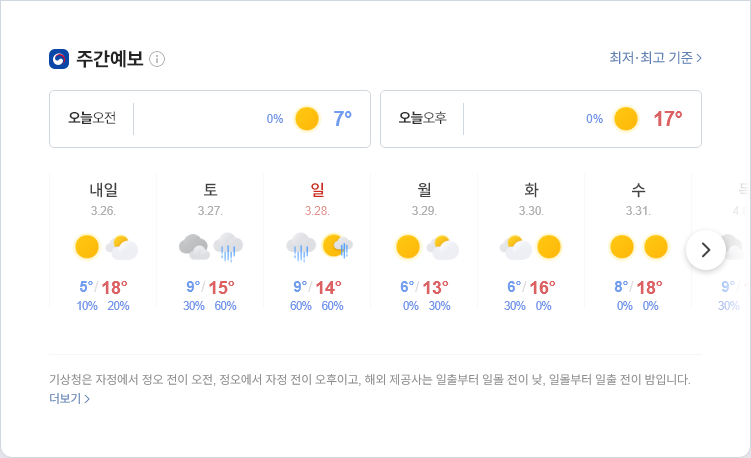 주간예보
최저·최고 기준
오늘오전 0% 7°
오늘오후 0% 17°
내일 토 일 월 화 수
3.26. 3.27. 3.28. 3.29. 3.30. 3.31.
5°/18° 9°/15° 9°/14° 6°/13° 6°/16° 8°/18° 9°
10% 20% 30% 60% 60% 60% 0% 30% 30% 0% 0% 0% 30%
기상청은 자정에서 정오 전이 오전, 정오에서 자정 전이 오후이고, 해외 제공사는 일출부터 일몰 전이 낮, 일몰부터 일출 전이 밤입니다.
더보기